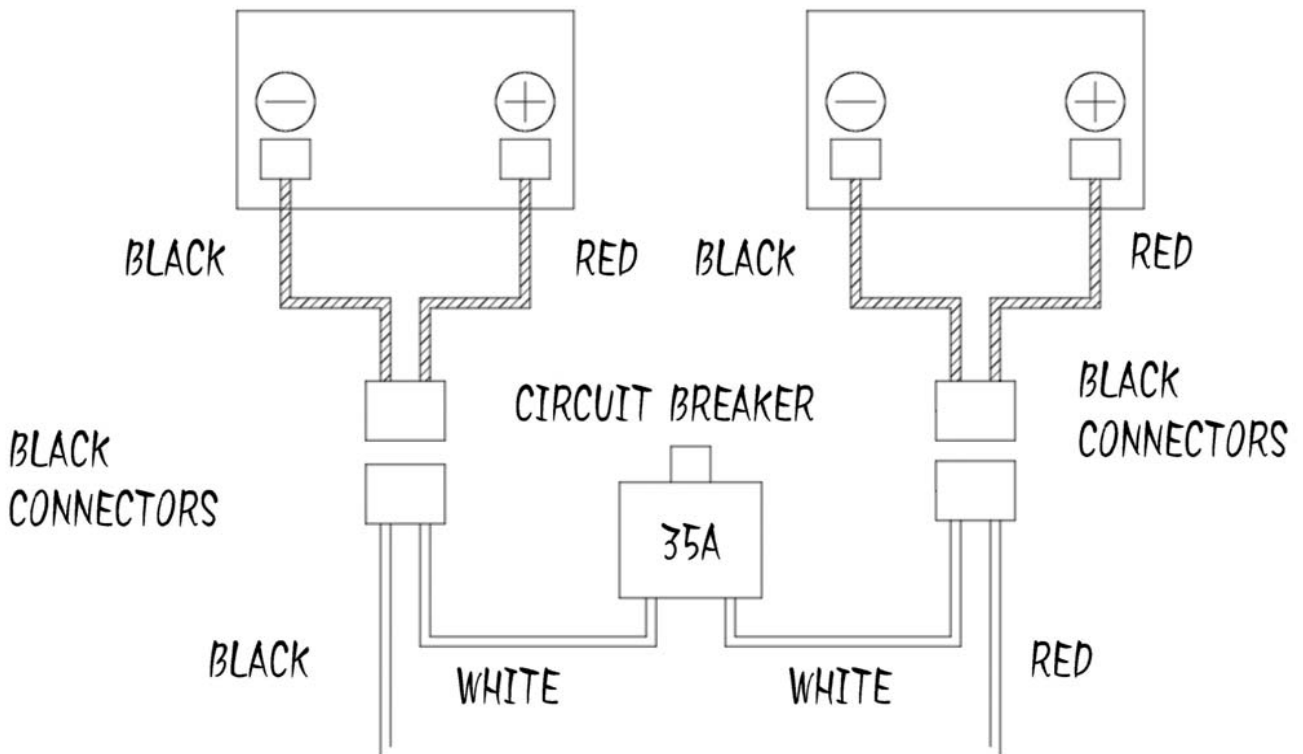 BLACK
RED
BLACK
RED
CIRCUIT BREAKER
BLACK
CONNECTORS
BLACK
CONNECTORS
35A
BLACK
WHITE
WHITE
RED